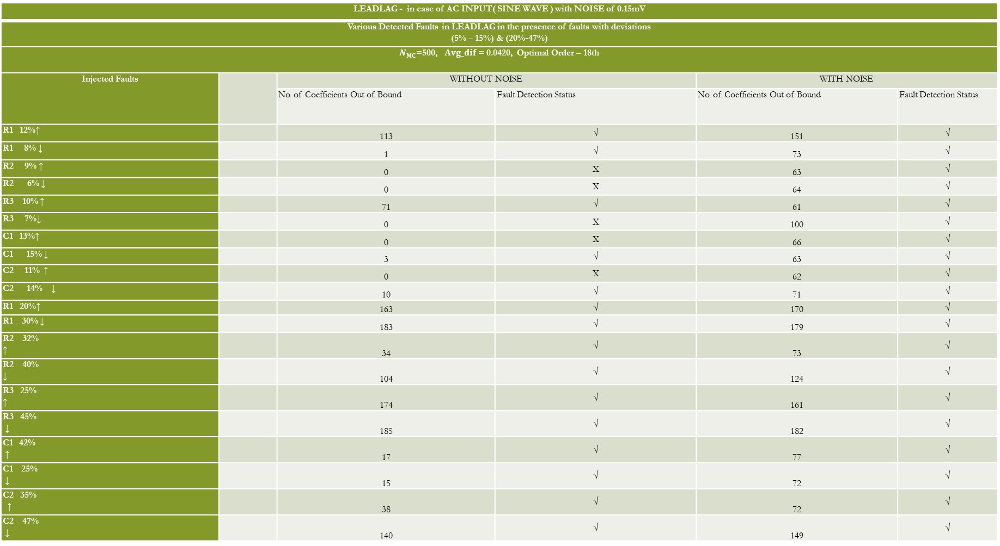 LEADLAG - in case of AC INPUT( SINE WAVE ) with NOISE of 0.15mV
Various Detected Faults in LEADLAG in the presence of faults with deviations
(5% – 15%) & (20%-47%)
N_MC=500, Avg_dif = 0.0420, Optimal Order – 18th
Injected Faults WITHOUT NOISE WITH NOISE
No. of Coefficients Out of Bound Fault Detection Status No. of Coefficients Out of Bound Fault Detection Status
R1 12%↑ 113 √ 151 √
R1 8% ↓ 1 √ 73 √
R2 9% ↑ 0 X 63 √
R2 6%↓ 0 X 64 √
R3 10% ↑ 71 √ 61 √
R3 7%↓ 0 X 100 √
C1 13%↑ 0 X 66 √
C1 15% ↓ 3 √ 63 √
C2 11% ↑ 0 X 62 √
C2 14% ↓ 10 √ 71 √
R1 20%↑ 163 √ 170 √
R1 30%↓ 183 √ 179 √
R2 32%
↑ 34 √ 73 √
R2 40%
↓ 104 √ 124 √
R3 25%
↑ 174 √ 161 √
R3 45%
↓ 185 √ 182 √
C1 42%
↑ 17 √ 77 √
C1 25%
↓ 15 √ 72 √
C2 35%
↑ 38 √ 72 √
C2 47%
↓ 140 √ 149 √